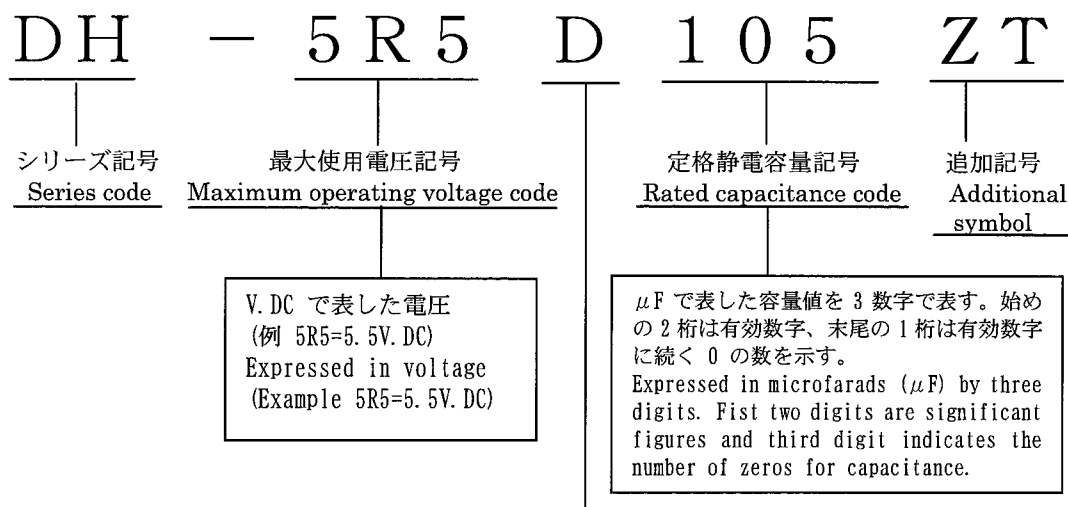 DH - 5R5 D 105 ZT
シリーズ記号
Series code
最大使用電圧記号
Maximum operating voltage code
定格静電容量記号
Rated capacitance code
追加記号
Additional
symbol
V.DC で表した電圧
(例 5R5=5.5V.DC)
Expressed in voltage
(Example 5R5=5.5V.DC)
μF で表した容量値を 3 数字で表す。始め
の 2 桁は有効数字、末尾の 1 桁は有効数字
に続く 0 の数を示す。
Expressed in microfarads (μF) by three
digits. Fist two digits are significant
figures and third digit indicates the
number of zeros for capacitance.